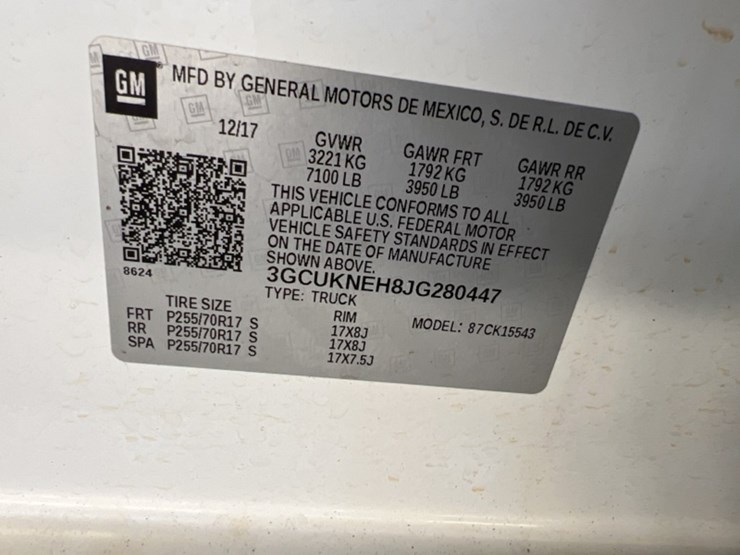 GM MFD BY GENERAL MOTORS DE MEXICO, S. DE R.L. DE C.V.
12/17
GVWR GAWR FRT GAWR RR
3221 KG 1792 KG 1792 KG
7100 LB 3950 LB 3950 LB
THIS VEHICLE CONFORMS TO ALL
APPLICABLE U.S. FEDERAL MOTOR
VEHICLE SAFETY STANDARDS IN EFFECT
ON THE DATE OF MANUFACTURE
SHOWN ABOVE.
8624
3GCUKNEH8JG280447
TYPE: TRUCK MODEL: 87CK15543
TIRE SIZE RIM
FRT P255/70R17 S 17X8J
RR P255/70R17 S 17X8J
SPA P255/70R17 S 17X7.5J